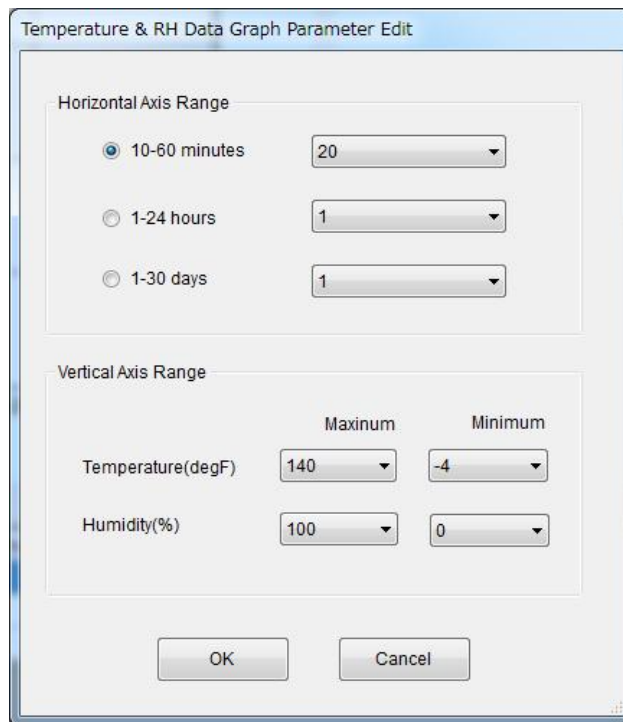 Temperature & RH Data Graph Parameter Edit
Horizontal Axis Range
10-60 minutes 20
1-24 hours 1
1-30 days 1
Vertical Axis Range
Maxinum Minimum
Temperature(degF) 140 -4
Humidity(%) 100 0
OK Cancel